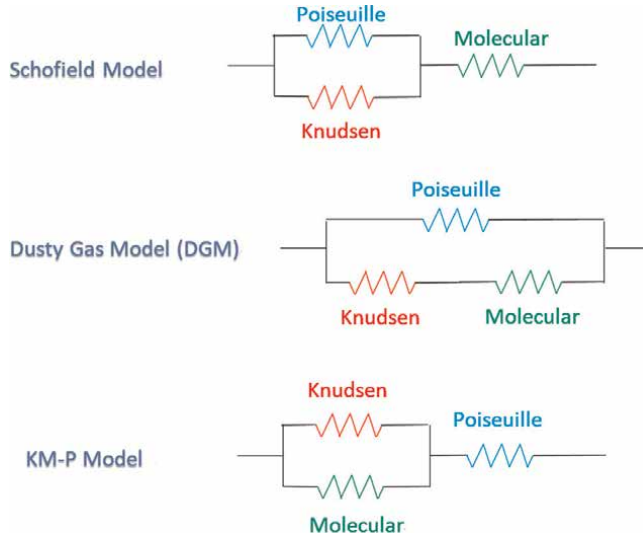 Poiseuille
Molecular
Schofield Model
Knudsen
Poiseuille
Dusty Gas Model (DGM)
Knudsen
Molecular
Knudsen
Poiseuille
KM-P Model
Molecular